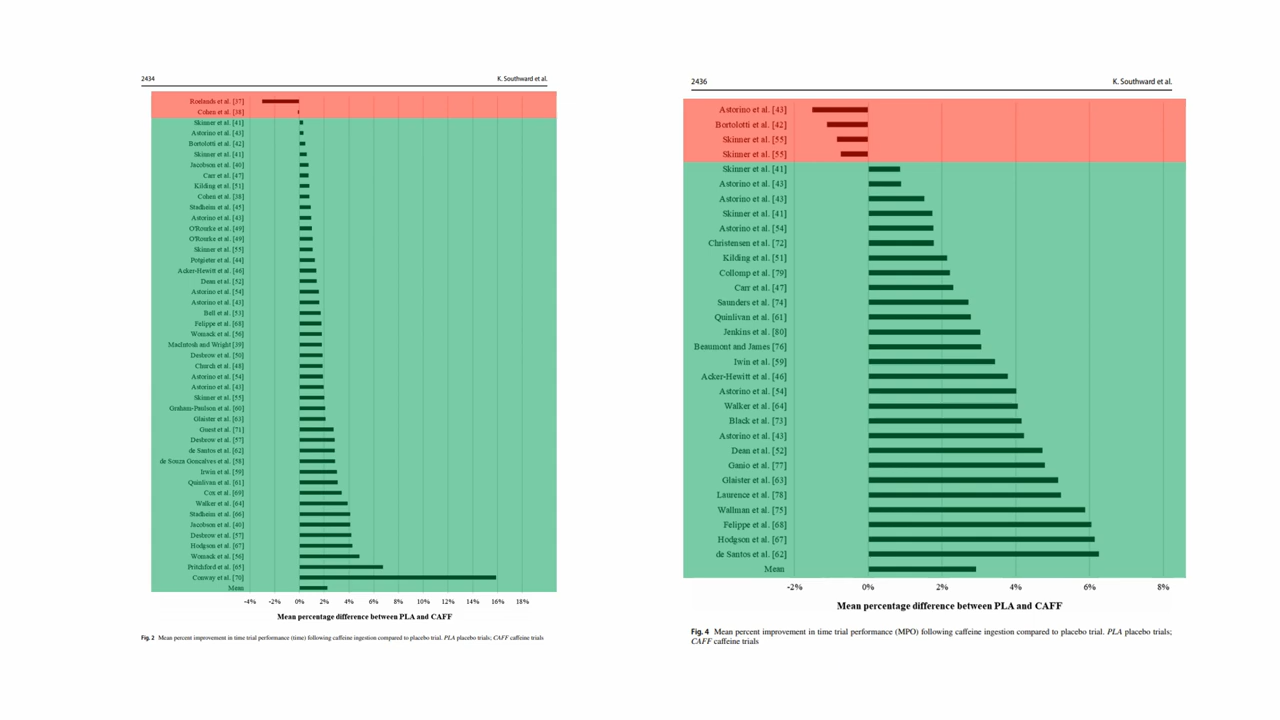 2434 K. Southward et al.
Roelands et al. [37]
Cohen et al. [38]
Skinner et al. [41]
Astorino et al. [43]
Bortolotti et al. [42]
Skinner et al. [41]
Jacobson et al. [40]
Carr et al. [47]
Kilding et al. [51]
Cohen et al. [38]
Stadheim et al. [45]
Astorino et al. [43]
O'Rourke et al. [49]
O'Rourke et al. [49]
Skinner et al. [55]
Potgieter et al. [44]
Acker-Hewitt et al. [46]
Dean et al. [52]
Astorino et al. [54]
Astorino et al. [43]
Bell et al. [53]
Felippe et al. [68]
Womack et al. [56]
MacIntosh and Wright [39]
Desbrow et al. [50]
Church et al. [48]
Astorino et al. [54]
Astorino et al. [43]
Skinner et al. [55]
Graham-Paulson et al. [60]
Glaister et al. [63]
Guest et al. [71]
Desbrow et al. [57]
de Santos et al. [62]
de Souza Goncalves et al. [58]
Irwin et al. [59]
Quinlivan et al. [61]
Cox et al. [69]
Walker et al. [64]
Stadheim et al. [66]
Jacobson et al. [40]
Desbrow et al. [57]
Hodgson et al. [67]
Womack et al. [56]
Pritchford et al. [65]
Conway et al. [70]
Mean
-4% -2% 0% 2% 4% 6% 8% 10% 12% 14% 16% 18%
Mean percentage difference between PLA and CAFF
Fig. 2 Mean percent improvement in time trial performance (time) following caffeine ingestion compared to placebo trial. PLA placebo trials; CAFF caffeine trials
2436 K. Southward et al.
Astorino et al. [43]
Bortolotti et al. [42]
Skinner et al. [55]
Skinner et al. [55]
Skinner et al. [41]
Astorino et al. [43]
Astorino et al. [43]
Skinner et al. [41]
Astorino et al. [54]
Christensen et al. [72]
Kilding et al. [51]
Collomp et al. [79]
Carr et al. [47]
Saunders et al. [74]
Quinlivan et al. [61]
Jenkins et al. [80]
Beaumont and James [76]
Iwin et al. [59]
Acker-Hewitt et al. [46]
Astorino et al. [54]
Walker et al. [64]
Black et al. [73]
Astorino et al. [43]
Dean et al. [52]
Ganio et al. [77]
Glaister et al. [63]
Laurence et al. [78]
Wallman et al. [75]
Felippe et al. [68]
Hodgson et al. [67]
de Santos et al. [62]
Mean
-2% 0% 2% 4% 6% 8%
Mean percentage difference between PLA and CAFF
Fig. 4 Mean percent improvement in time trial performance (MPO) following caffeine ingestion compared to placebo trial. PLA placebo trials;
CAFF caffeine trials